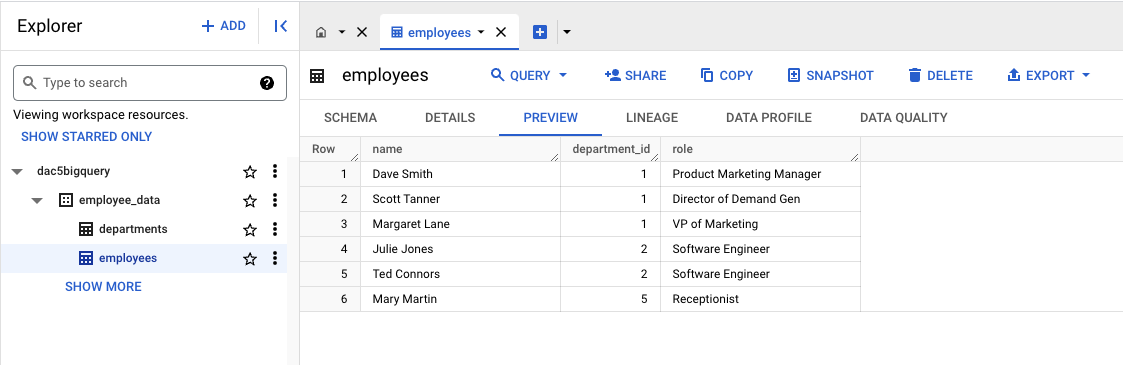 Explorer
+ ADD
Type to search
Viewing workspace resources.
SHOW STARRED ONLY
dac5bigquery
employee_data
departments
employees
SHOW MORE
employees
employees
QUERY
SHARE
COPY
SNAPSHOT
DELETE
EXPORT
SCHEMA DETAILS PREVIEW LINEAGE DATA PROFILE DATA QUALITY
Row name department_id role
1 Dave Smith 1 Product Marketing Manager
2 Scott Tanner 1 Director of Demand Gen
3 Margaret Lane 1 VP of Marketing
4 Julie Jones 2 Software Engineer
5 Ted Connors 2 Software Engineer
6 Mary Martin 5 Receptionist